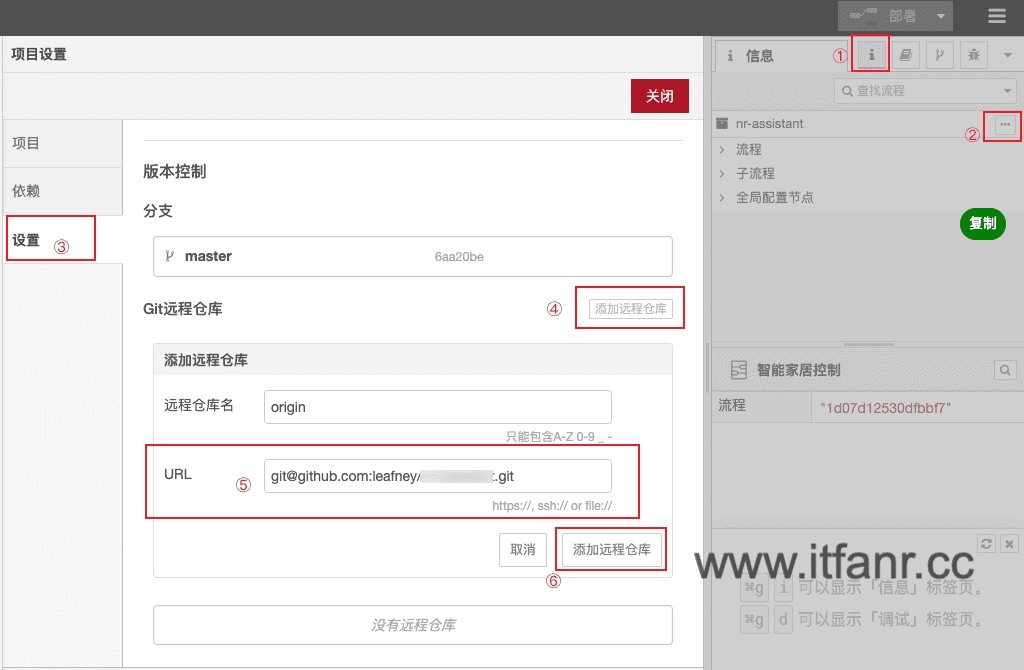 部署
项目设置
关闭
项目
依赖
设置 ③
版本控制
分支
master 6aa20be
Git远程仓库 ④ 添加远程仓库
添加远程仓库
远程仓库名 origin
只能包含A-Z 0-9 _ -
URL ⑤ git@github.com:leafney/ t.git
https://, ssh:// or file://
取消 添加远程仓库
⑥
没有远程仓库
i 信息 ① i
查找流程
nr-assistant ② ...
流程
子流程
全局配置节点
复制
智能家居控制
流程 "1d07d12530dfbbf7"
www.itfanr.cc
⌘g i 可以显示「信息」标签页。
⌘g d 可以显示「调试」标签页。